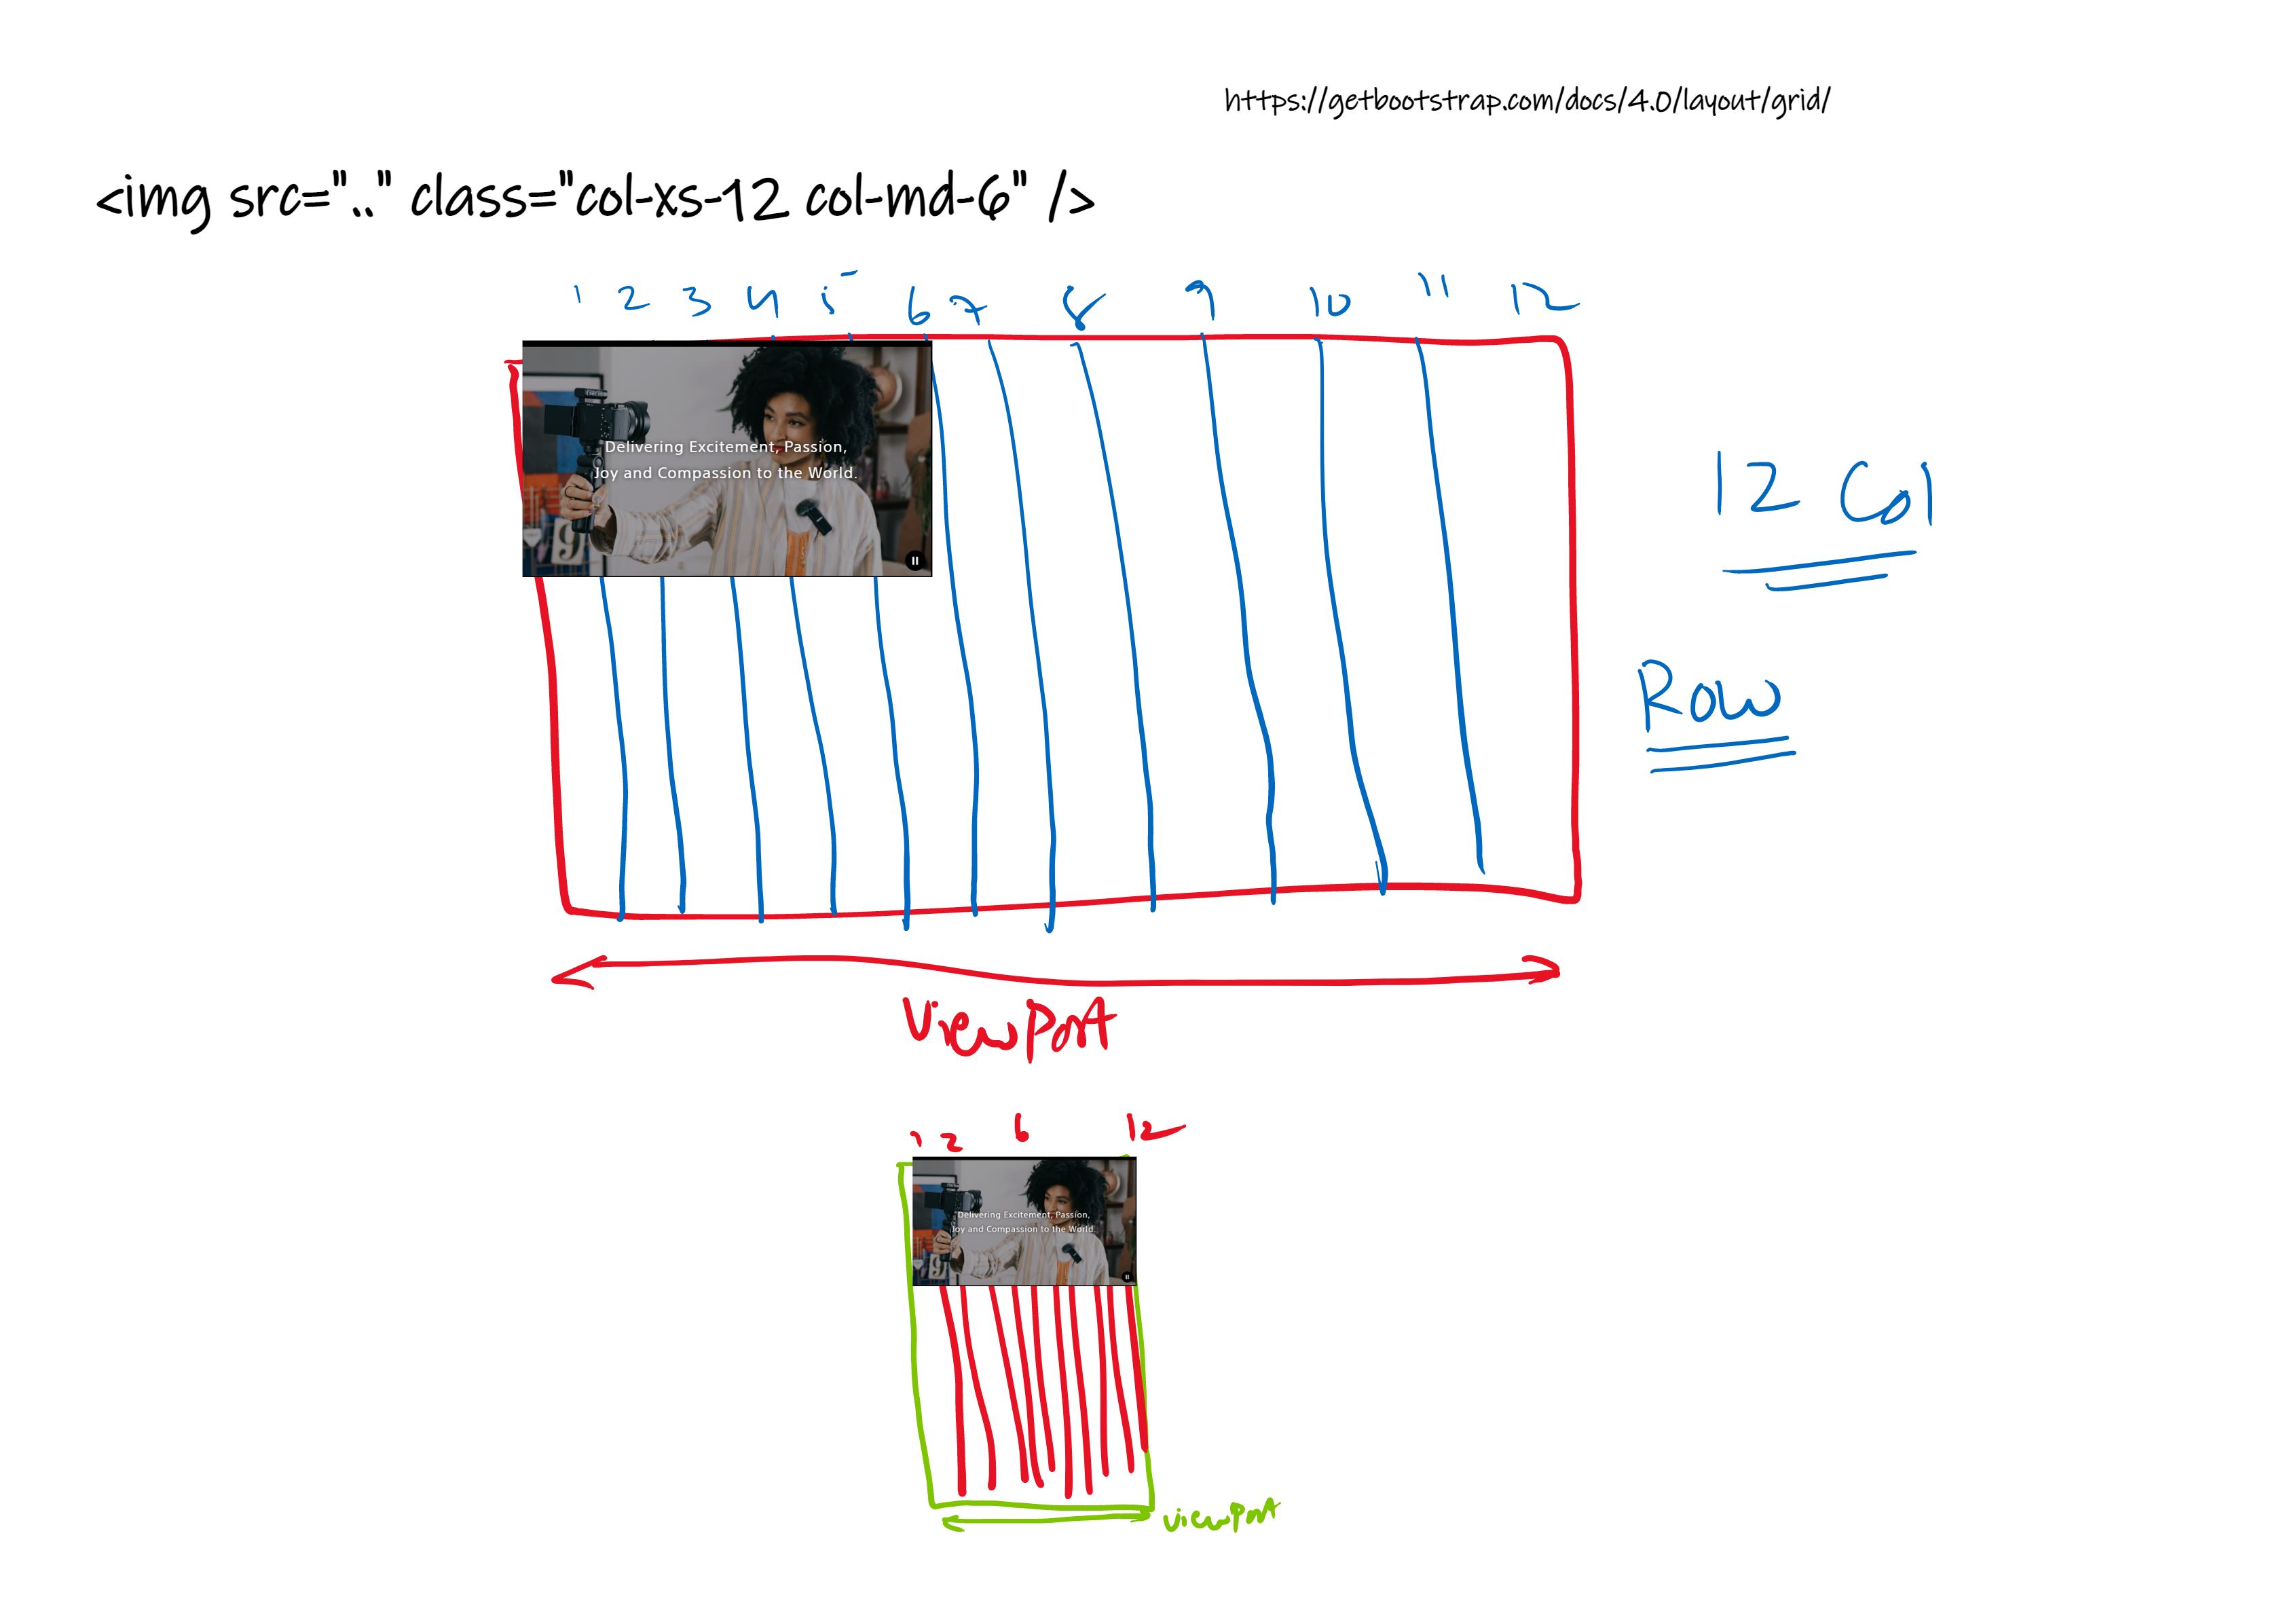 https://getbootstrap.com/docs/4.0/layout/grid/
<img src=".." class="col-xs-12 col-md-6" />
1 2 3 4 5 6 7 8 9 10 11 12
Delivering Excitement, Passion,
Joy and Compassion to the World.
9
12 Col
Row
ViewPort
1 2 6 12
Delivering Excitement, Passion,
Joy and Compassion to the World.
9
viewport